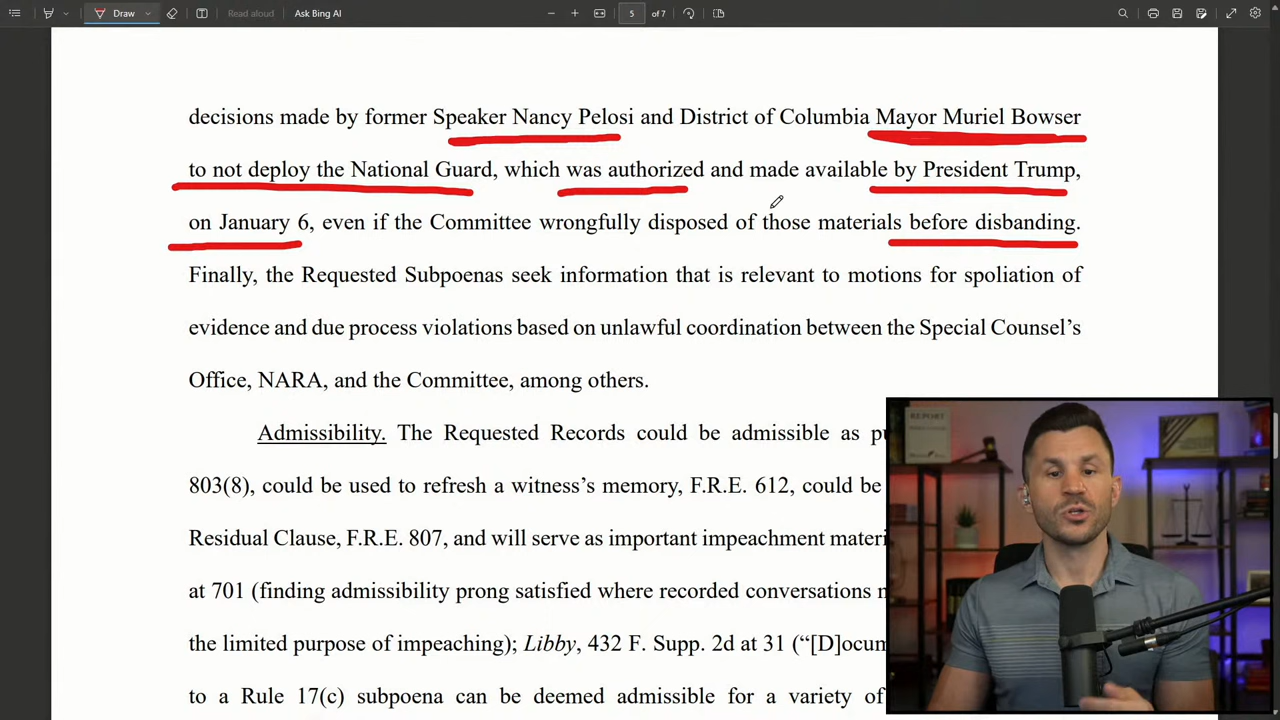 Draw
Read aloud
Ask Bing AI
5
of 7
decisions made by former Speaker Nancy Pelosi and District of Columbia Mayor Muriel Bowser
to not deploy the National Guard, which was authorized and made available by President Trump,
on January 6, even if the Committee wrongfully disposed of those materials before disbanding.
Finally, the Requested Subpoenas seek information that is relevant to motions for spoliation of
evidence and due process violations based on unlawful coordination between the Special Counsel’s
Office, NARA, and the Committee, among others.
Admissibility. The Requested Records could be admissible as
803(8), could be used to refresh a witness’s memory, F.R.E. 612, could be
Residual Clause, F.R.E. 807, and will serve as important impeachment
at 701 (finding admissibility prong satisfied where recorded conversations
the limited purpose of impeaching); Libby, 432 F. Supp. 2d at 31 (“[D]ocum
to a Rule 17(c) subpoena can be deemed admissible for a variety of
REPORT